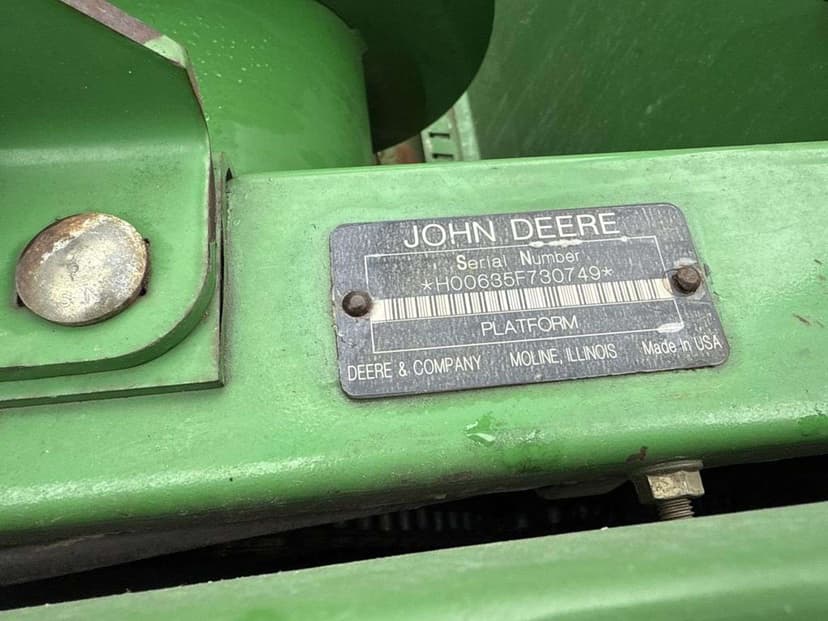 JOHN DEERE
Serial Number
*H00635F730749*
PLATFORM
DEERE & COMPANY MOLINE, ILLINOIS Made In USA